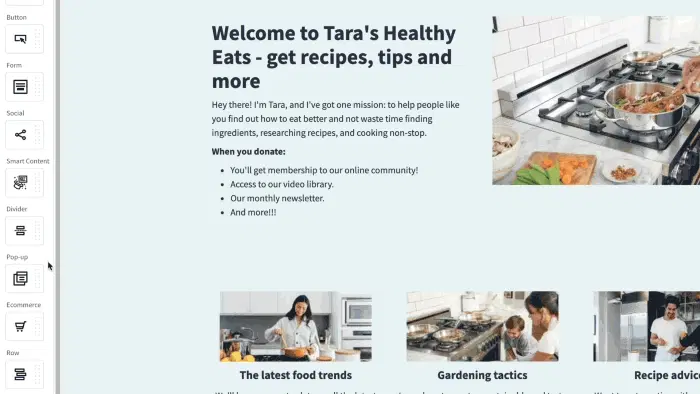 Button
Form
Social
Smart Content
Divider
Pop-up
Ecommerce
Row
Welcome to Tara's Healthy
Eats - get recipes, tips and
more
Hey there! I'm Tara, and I've got one mission: to help people like
you find out how to eat better and not waste time finding
ingredients, researching recipes, and cooking non-stop.
When you donate:
You'll get membership to our online community!
Access to our video library.
Our monthly newsletter.
And more!!!
The latest food trends
Gardening tactics
Recipe advic